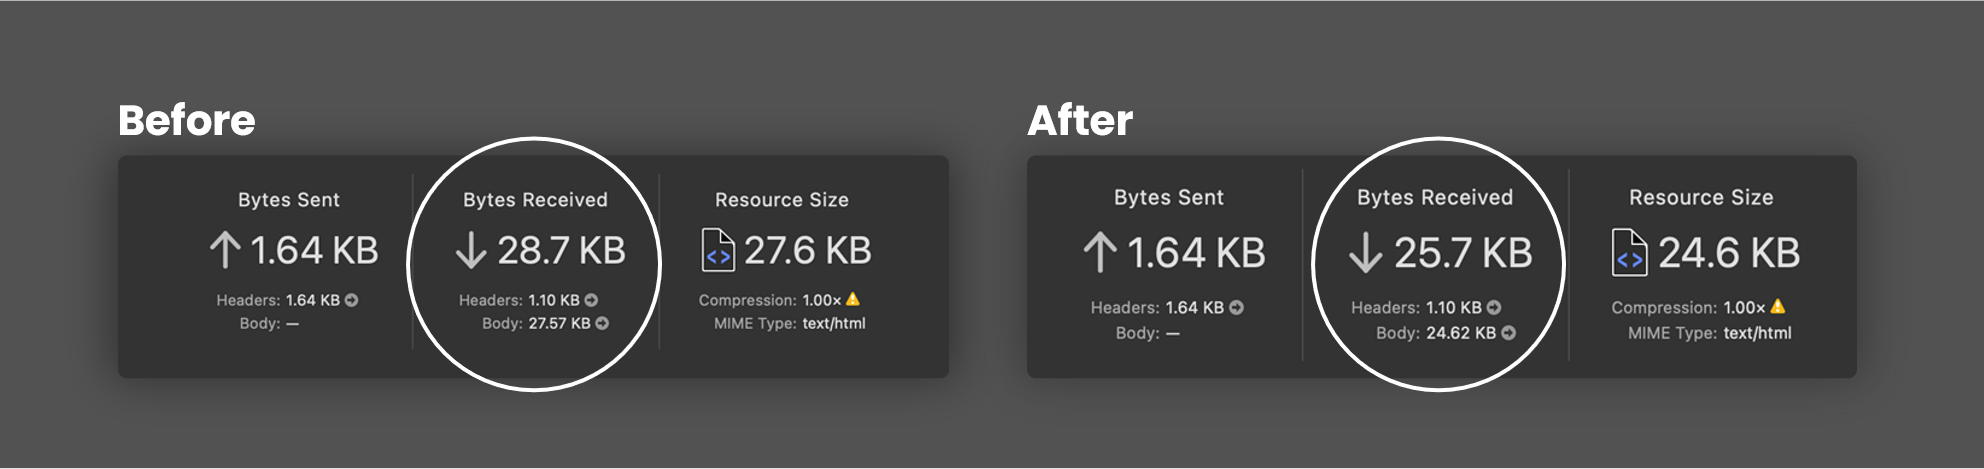 Before
Bytes Sent
↑ 1.64 KB
Headers: 1.64 KB
Body: —
Bytes Received
↓ 28.7 KB
Headers: 1.10 KB
Body: 27.57 KB
Resource Size
<> 27.6 KB
Compression: 1.00×
MIME Type: text/html
After
Bytes Sent
↑ 1.64 KB
Headers: 1.64 KB
Body: —
Bytes Received
↓ 25.7 KB
Headers: 1.10 KB
Body: 24.62 KB
Resource Size
<> 24.6 KB
Compression: 1.00×
MIME Type: text/html